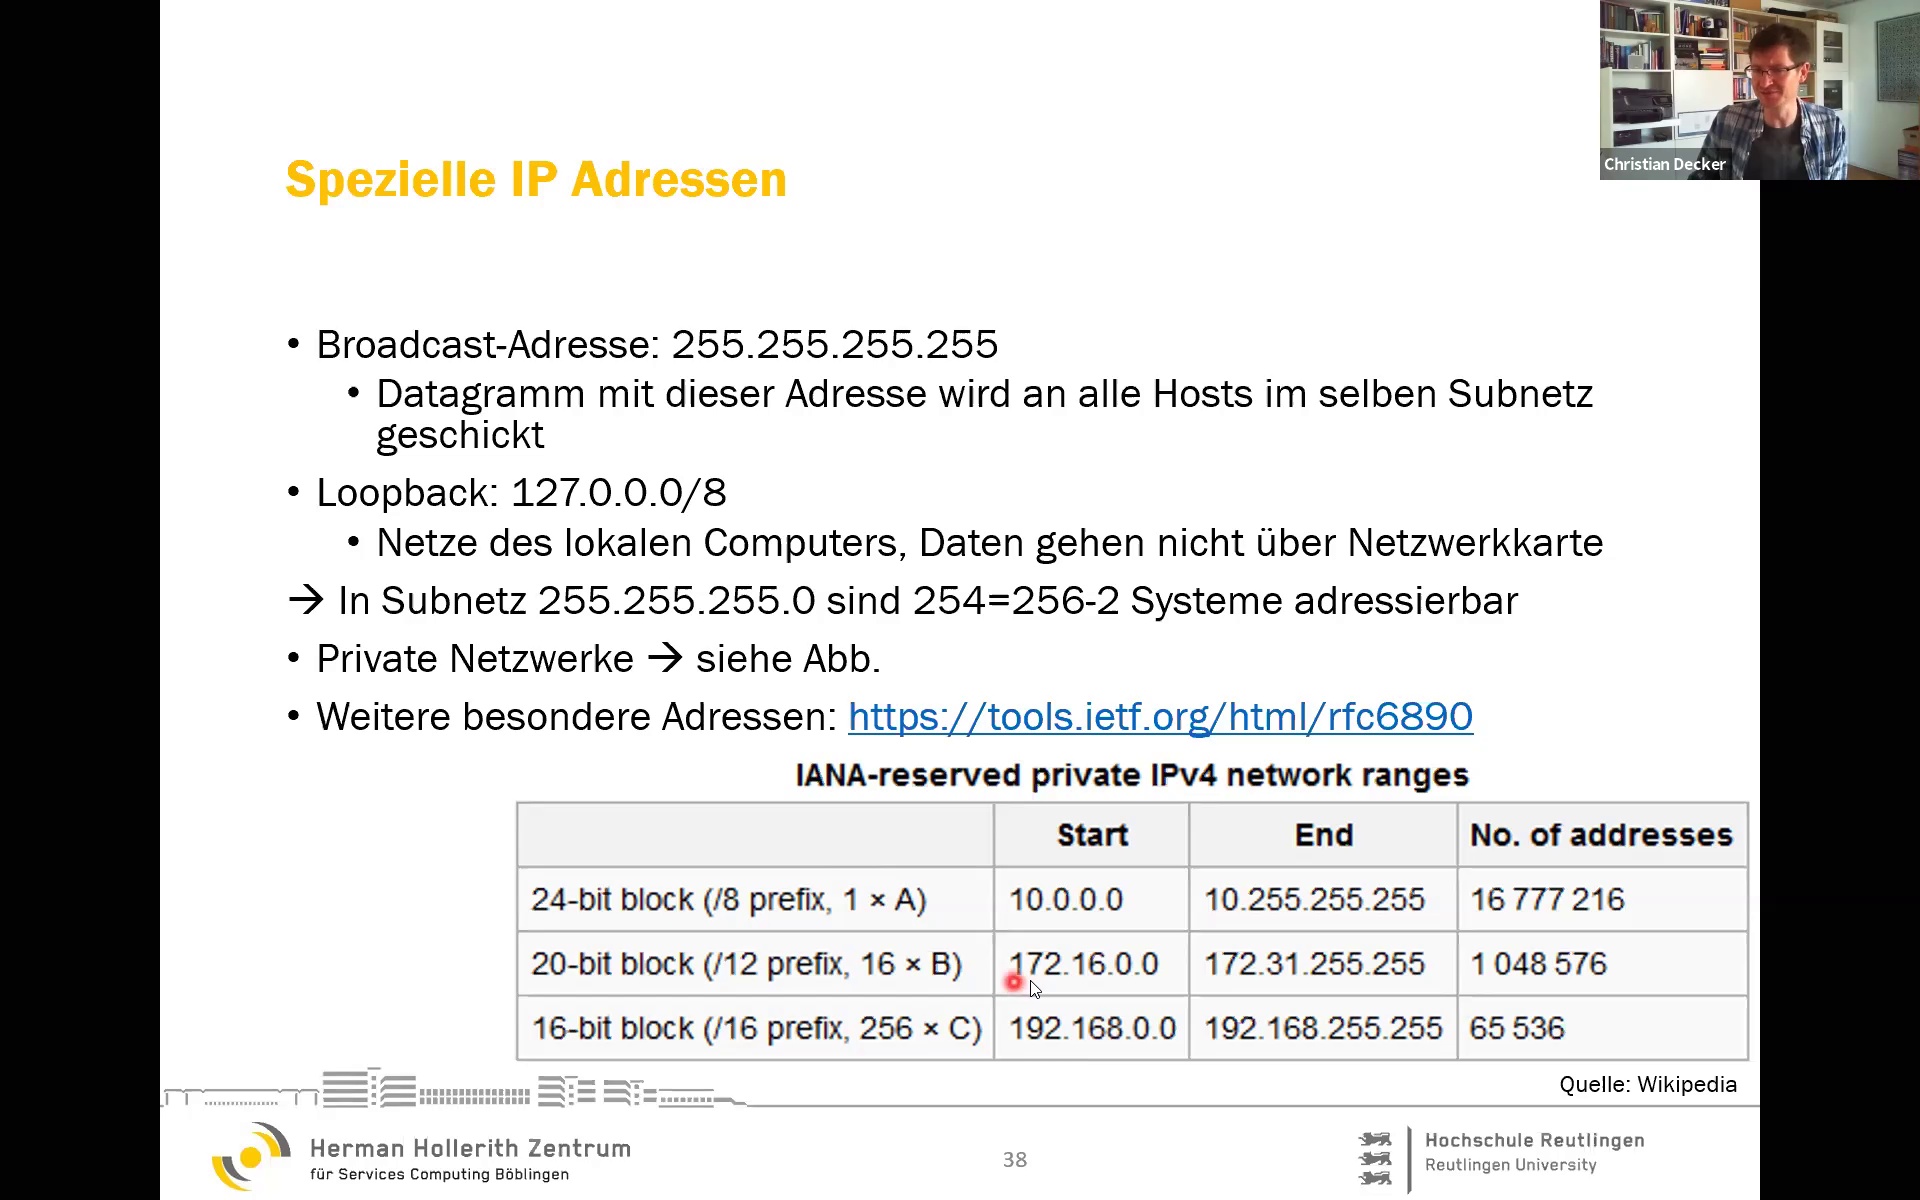 Christian Decker
Spezielle IP Adressen
• Broadcast-Adresse: 255.255.255.255
• Datagramm mit dieser Adresse wird an alle Hosts im selben Subnetz
geschickt
• Loopback: 127.0.0.0/8
• Netze des lokalen Computers, Daten gehen nicht über Netzwerkkarte
→ In Subnetz 255.255.255.0 sind 254=256-2 Systeme adressierbar
• Private Netzwerke → siehe Abb.
• Weitere besondere Adressen: https://tools.ietf.org/html/rfc6890
IANA-reserved private IPv4 network ranges
Start End No. of addresses
24-bit block (/8 prefix, 1 × A) 10.0.0.0 10.255.255.255 16 777 216
20-bit block (/12 prefix, 16 × B) 172.16.0.0 172.31.255.255 1 048 576
16-bit block (/16 prefix, 256 × C) 192.168.0.0 192.168.255.255 65 536
Quelle: Wikipedia
Herman Hollerith Zentrum
für Services Computing Böblingen
38
Hochschule Reutlingen
Reutlingen University